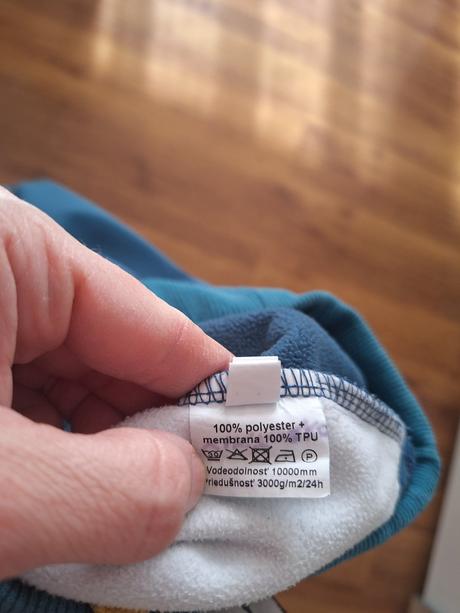 100% polyester +
membrana 100% TPU
Vodeodolnosť 10000mm
Priedušnosť 3000g/m2/24h